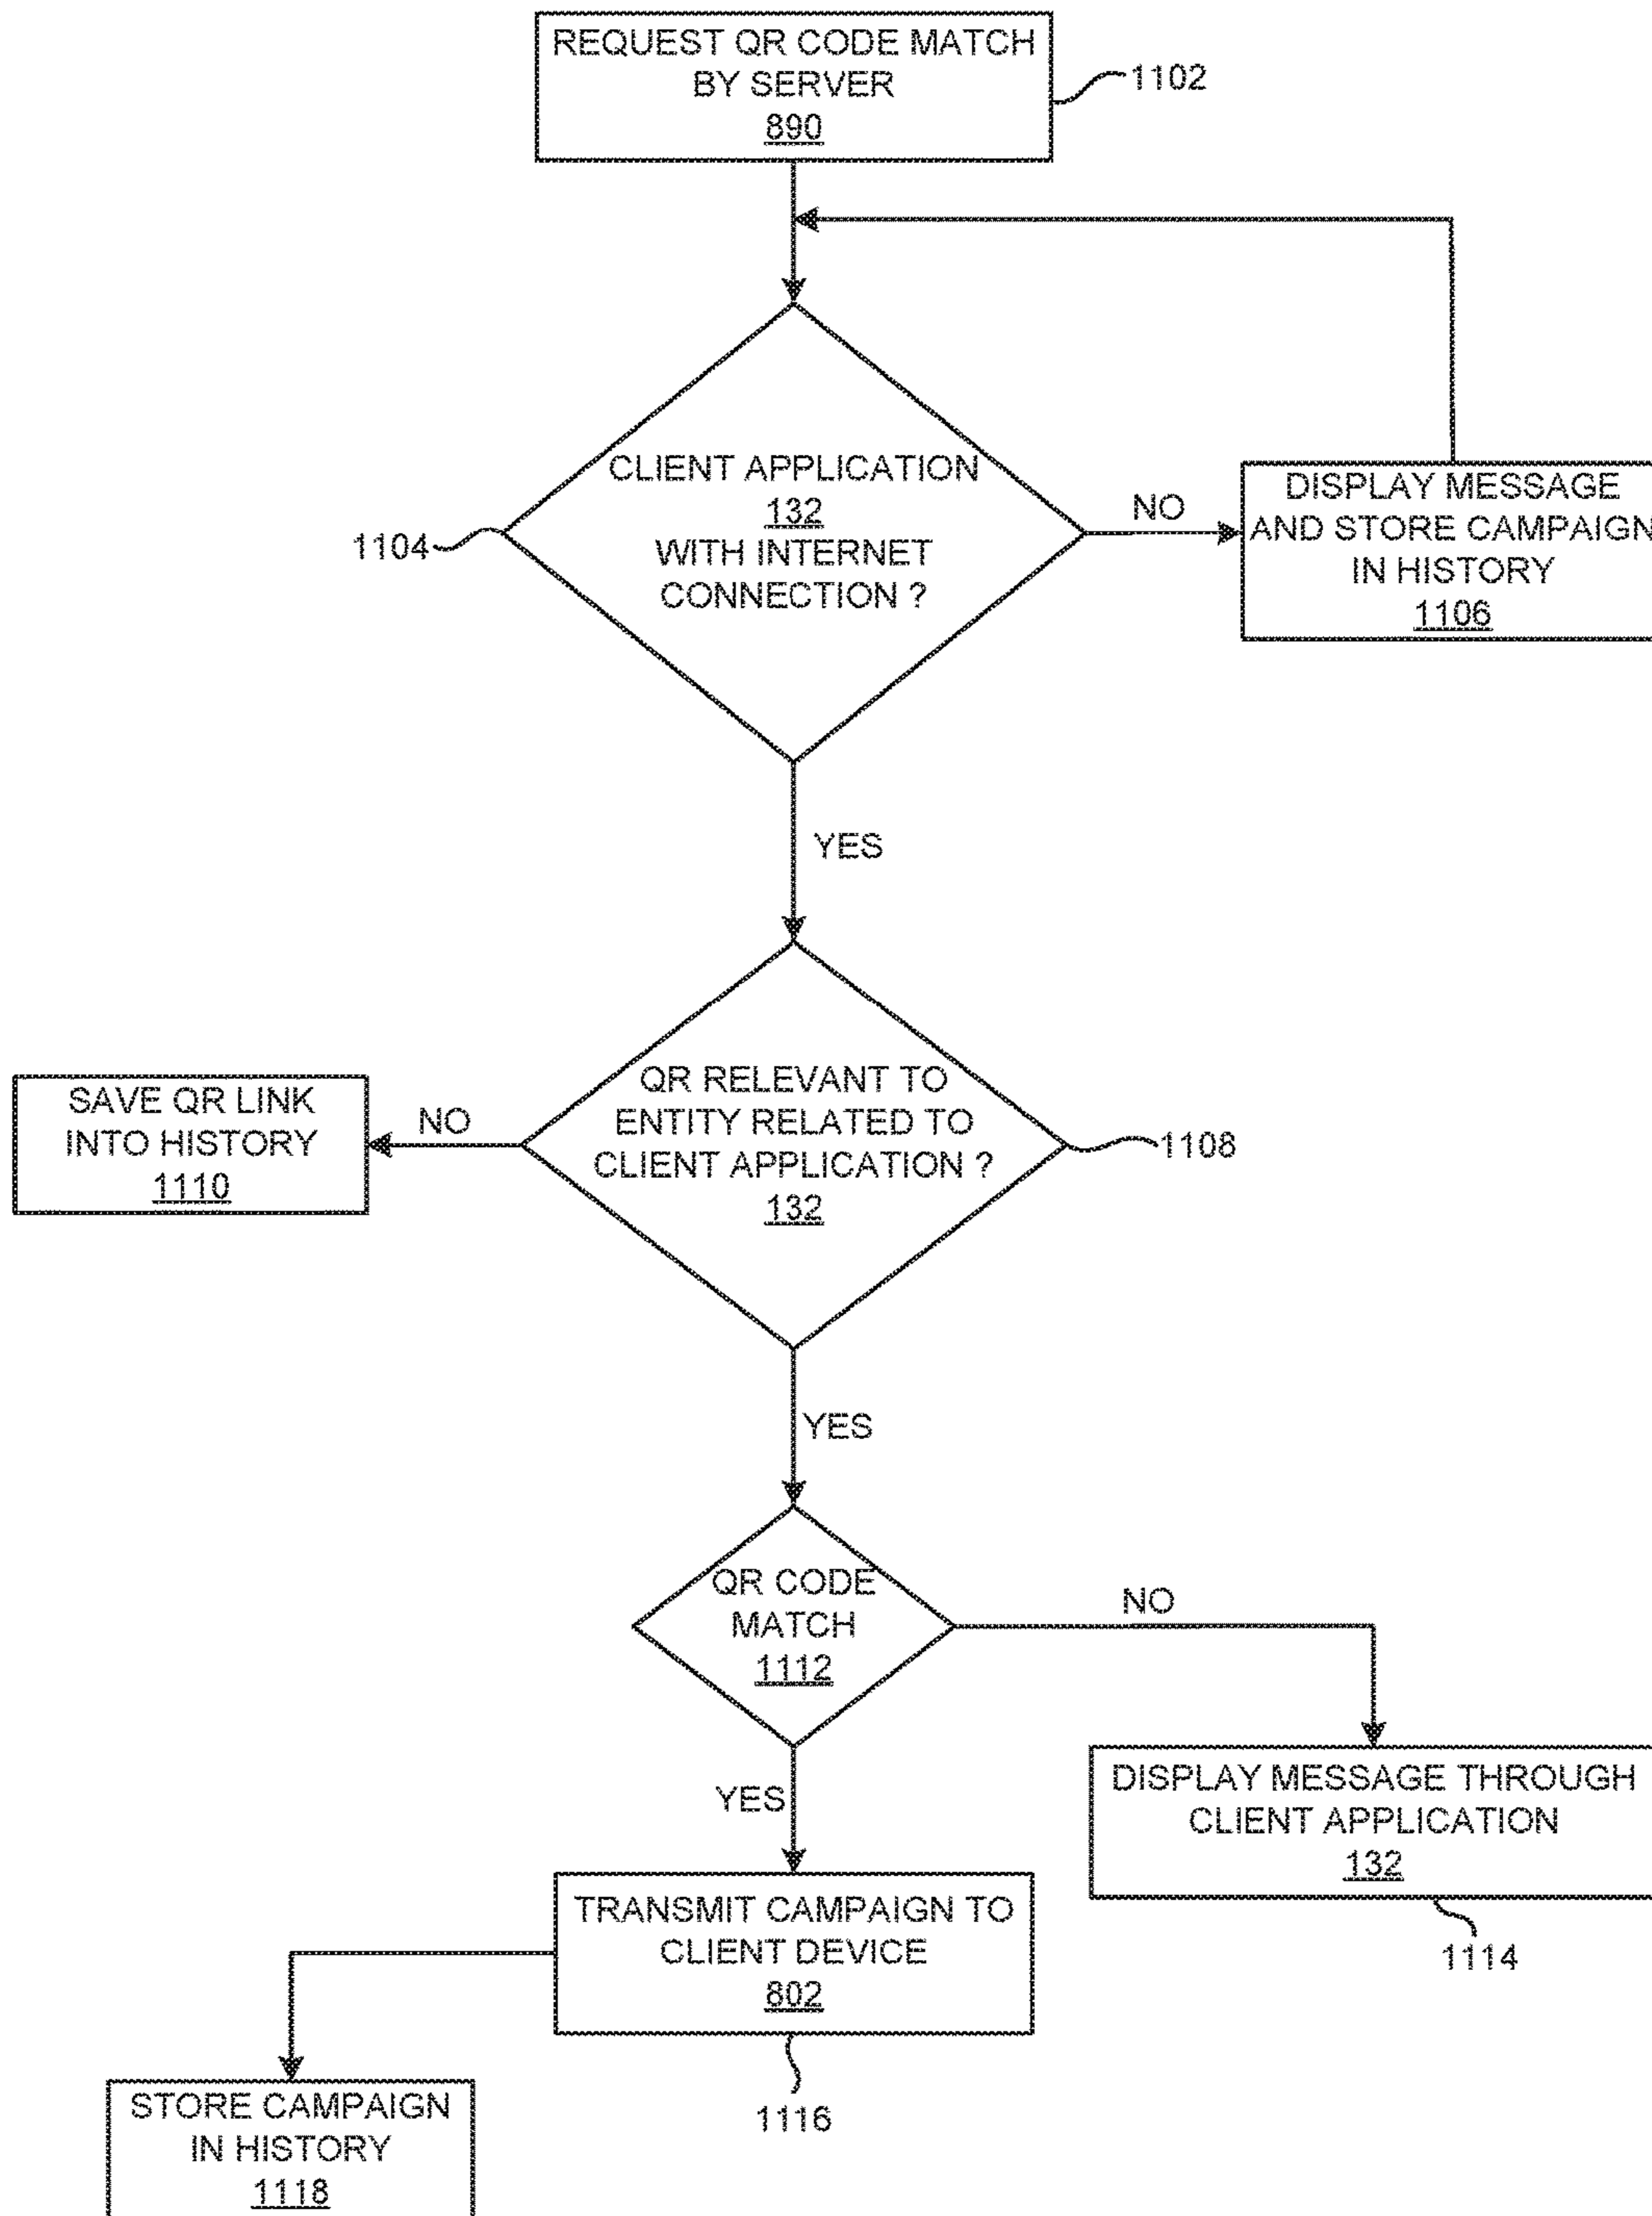 REQUEST QR CODE MATCH
BY SERVER
890
1102
CLIENT APPLICATION
132
WITH INTERNET
CONNECTION ?
1104
NO
DISPLAY MESSAGE
AND STORE CAMPAIGN
IN HISTORY
1106
YES
QR RELEVANT TO
ENTITY RELATED TO
CLIENT APPLICATION ?
132
1108
NO
SAVE QR LINK
INTO HISTORY
1110
YES
QR CODE
MATCH
1112
NO
DISPLAY MESSAGE THROUGH
CLIENT APPLICATION
132
1114
YES
TRANSMIT CAMPAIGN TO
CLIENT DEVICE
802
1116
STORE CAMPAIGN
IN HISTORY
1118